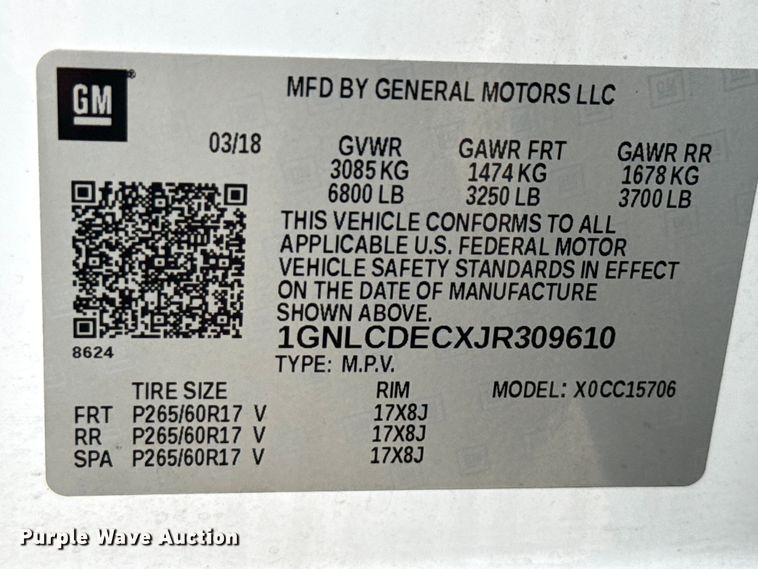 GM®
MFD BY GENERAL MOTORS LLC
03/18 GVWR GAWR FRT GAWR RR
3085 KG 1474 KG 1678 KG
6800 LB 3250 LB 3700 LB
THIS VEHICLE CONFORMS TO ALL
APPLICABLE U.S. FEDERAL MOTOR
VEHICLE SAFETY STANDARDS IN EFFECT
ON THE DATE OF MANUFACTURE
SHOWN ABOVE.
8624
1GNLCDECXJR309610
TYPE: M.P.V.
TIRE SIZE RIM MODEL: X0CC15706
FRT P265/60R17 V 17X8J
RR P265/60R17 V 17X8J
SPA P265/60R17 V 17X8J
Purple Wave Auction